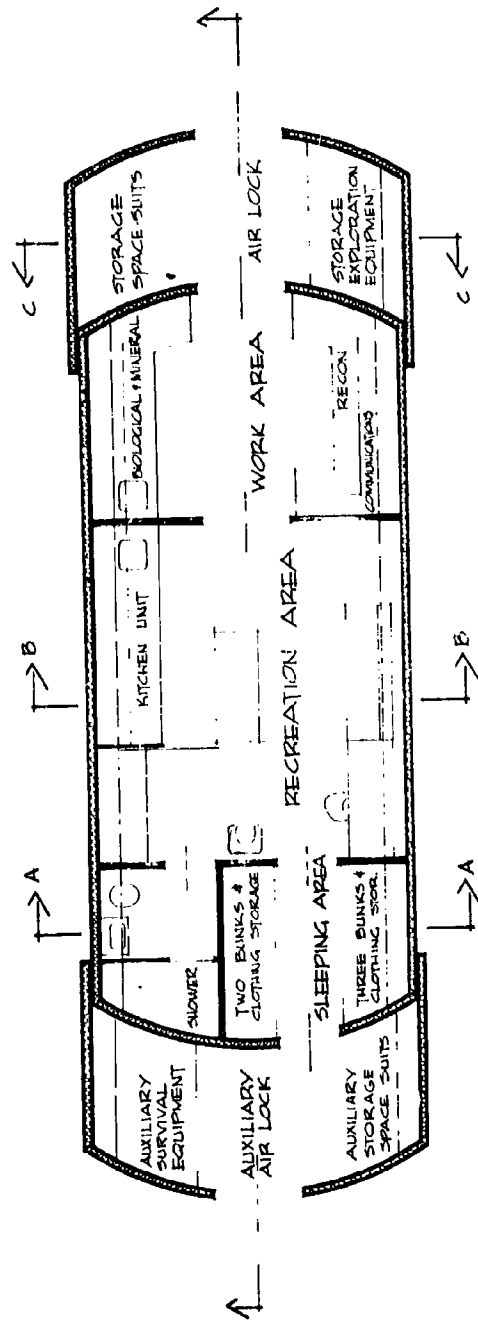 A
B
C
AUXILIARY
SURVIVAL
EQUIPMENT
SHOWER
KITCHEN UNIT
BIOLOGICAL & MINERAL
STORAGE
SPACE SUITS
AUXILIARY
AIR LOCK
TWO BUNKS &
CLOTHING STORAGE
SLEEPING AREA
RECREATION AREA
WORK AREA
AIR LOCK
AUXILIARY
STORAGE
SPACE SUITS
THREE BUNKS &
CLOTHING STOR.
RECON
COMMUNICATIONS
STORAGE
EXPLORATION
EQUIPMENT
A
B
C